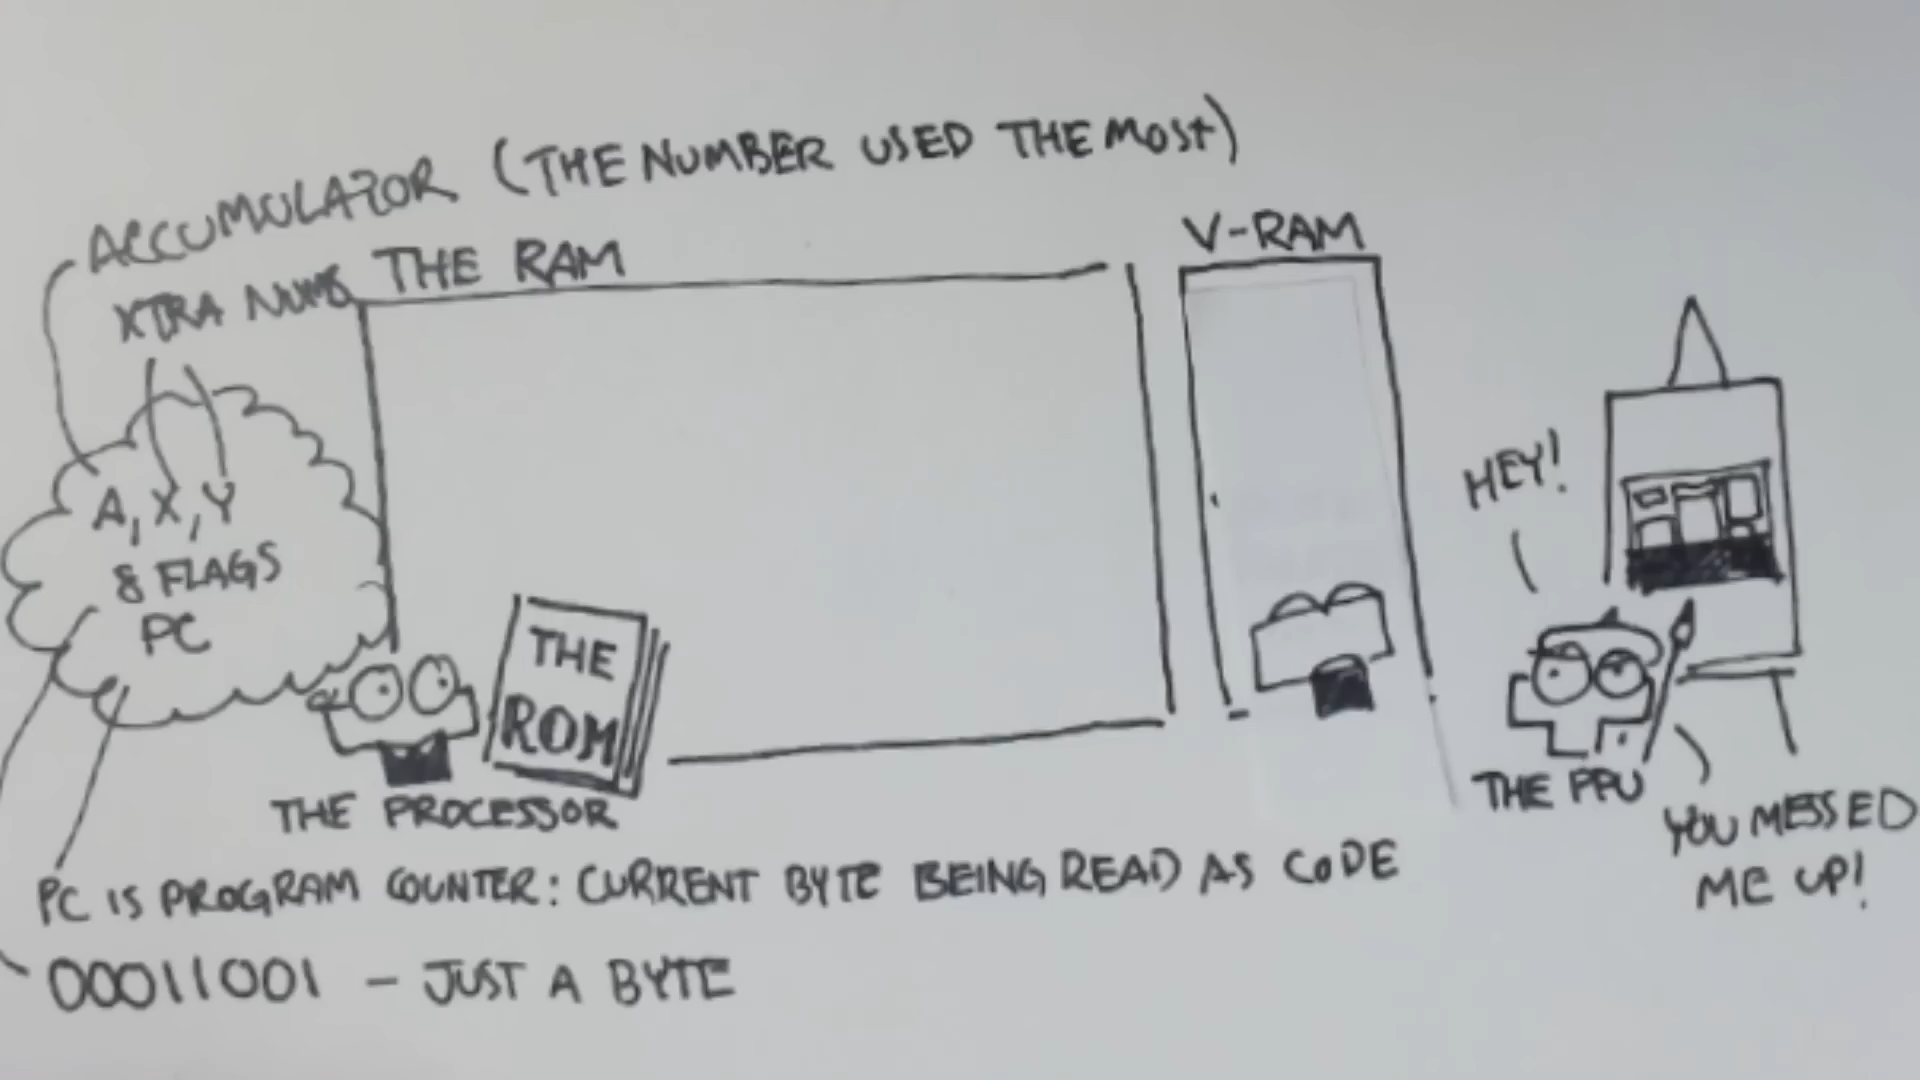 ACCUMULATOR (THE NUMBER USED THE MOST)
XTRA NUMS
THE RAM
V-RAM
A, X, Y
8 FLAGS
PC
THE
ROM
THE PROCESSOR
HEY!
THE PPU
YOU MESSED
ME UP!
PC IS PROGRAM COUNTER: CURRENT BYTE BEING READ AS CODE
00011001 - JUST A BYTE